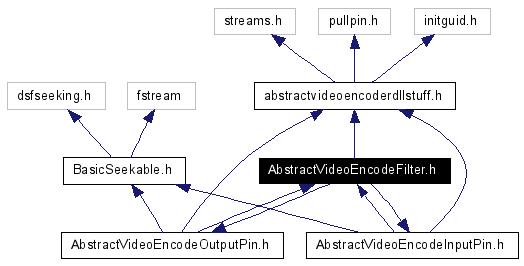 streams.h
pullpin.h
initguid.h
dsfseeking.h
fstream
abstractvideoencoderdllstuff.h
BasicSeekable.h
AbstractVideoEncodeFilter.h
AbstractVideoEncodeOutputPin.h
AbstractVideoEncodeInputPin.h